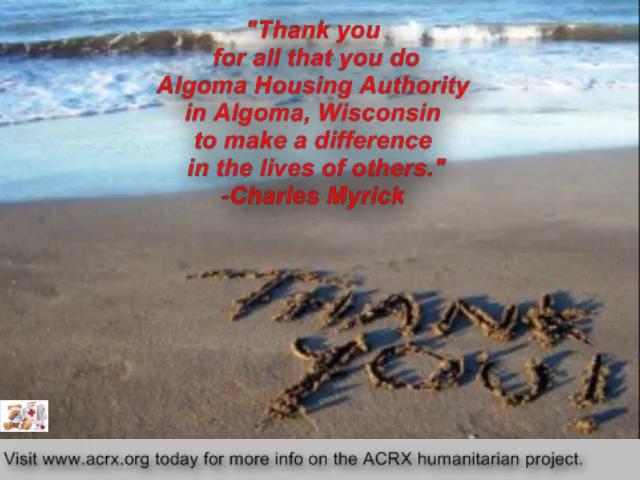 "Thank you
for all that you do
Algoma Housing Authority
in Algoma, Wisconsin
to make a difference
in the lives of others."
-Charles Myrick
THANK
YOU!
Visit www.acrx.org today for more info on the ACRX humanitarian project.